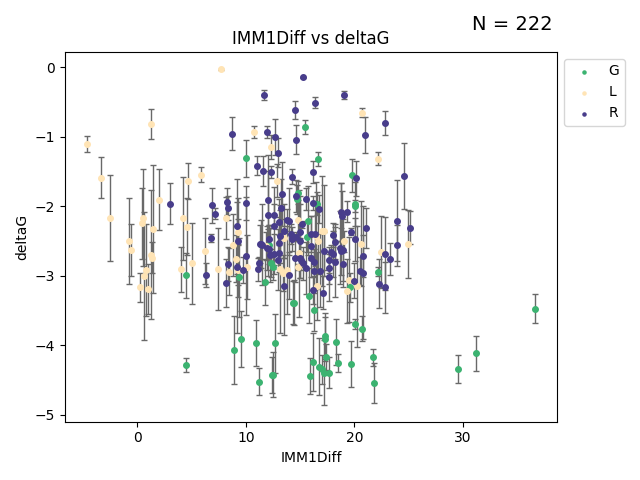 N = 222
IMM1Diff vs deltaG
G
L
R
0
−1
−2
−3
−4
−5
deltaG
0 10 20 30
IMM1Diff